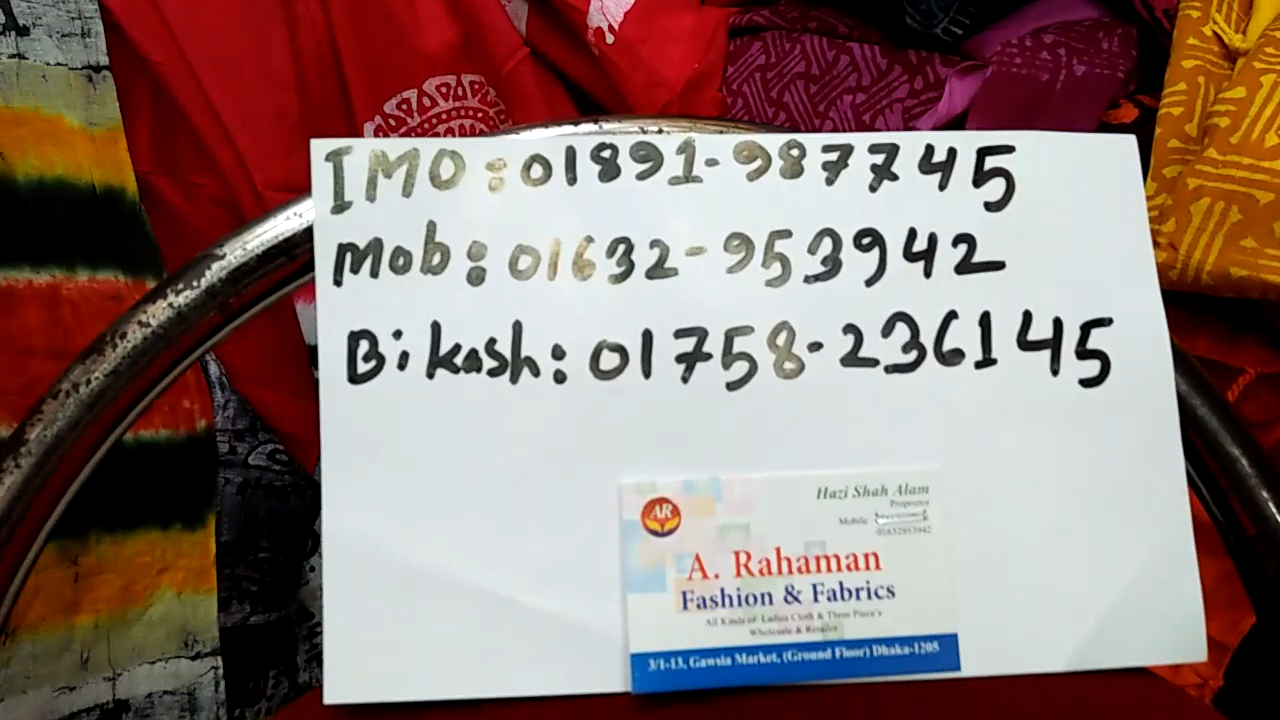 IMO: 01891-987745
Mob: 01632-953942
Bikash: 01758-236145
AR
Hazi Shah Alam
Proprietor
Mobile
01632953942
A. Rahaman
Fashion & Fabrics
All Kinds of Ladies Cloth & Three Piece's
Wholesale & Retailer
3/1-13, Gawsia Market, (Ground Floor) Dhaka-1205